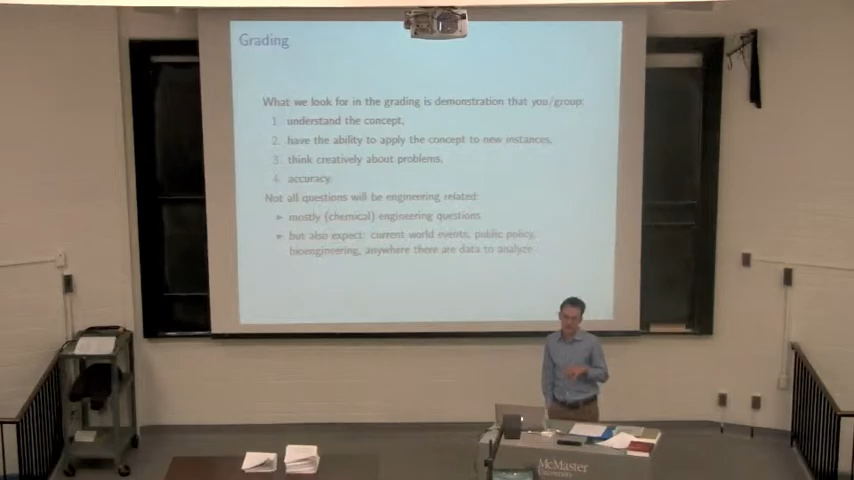 Grading
What we look for in the grading is demonstration that you/group:
1. understand the concept,
2. have the ability to apply the concept to new instances,
3. think creatively about problems,
4. accuracy.
Not all questions will be engineering related:
▶ mostly (chemical) engineering questions
▶ but also expect: current world events, public policy,
bioengineering, anywhere there are data to analyze
McMaster
University